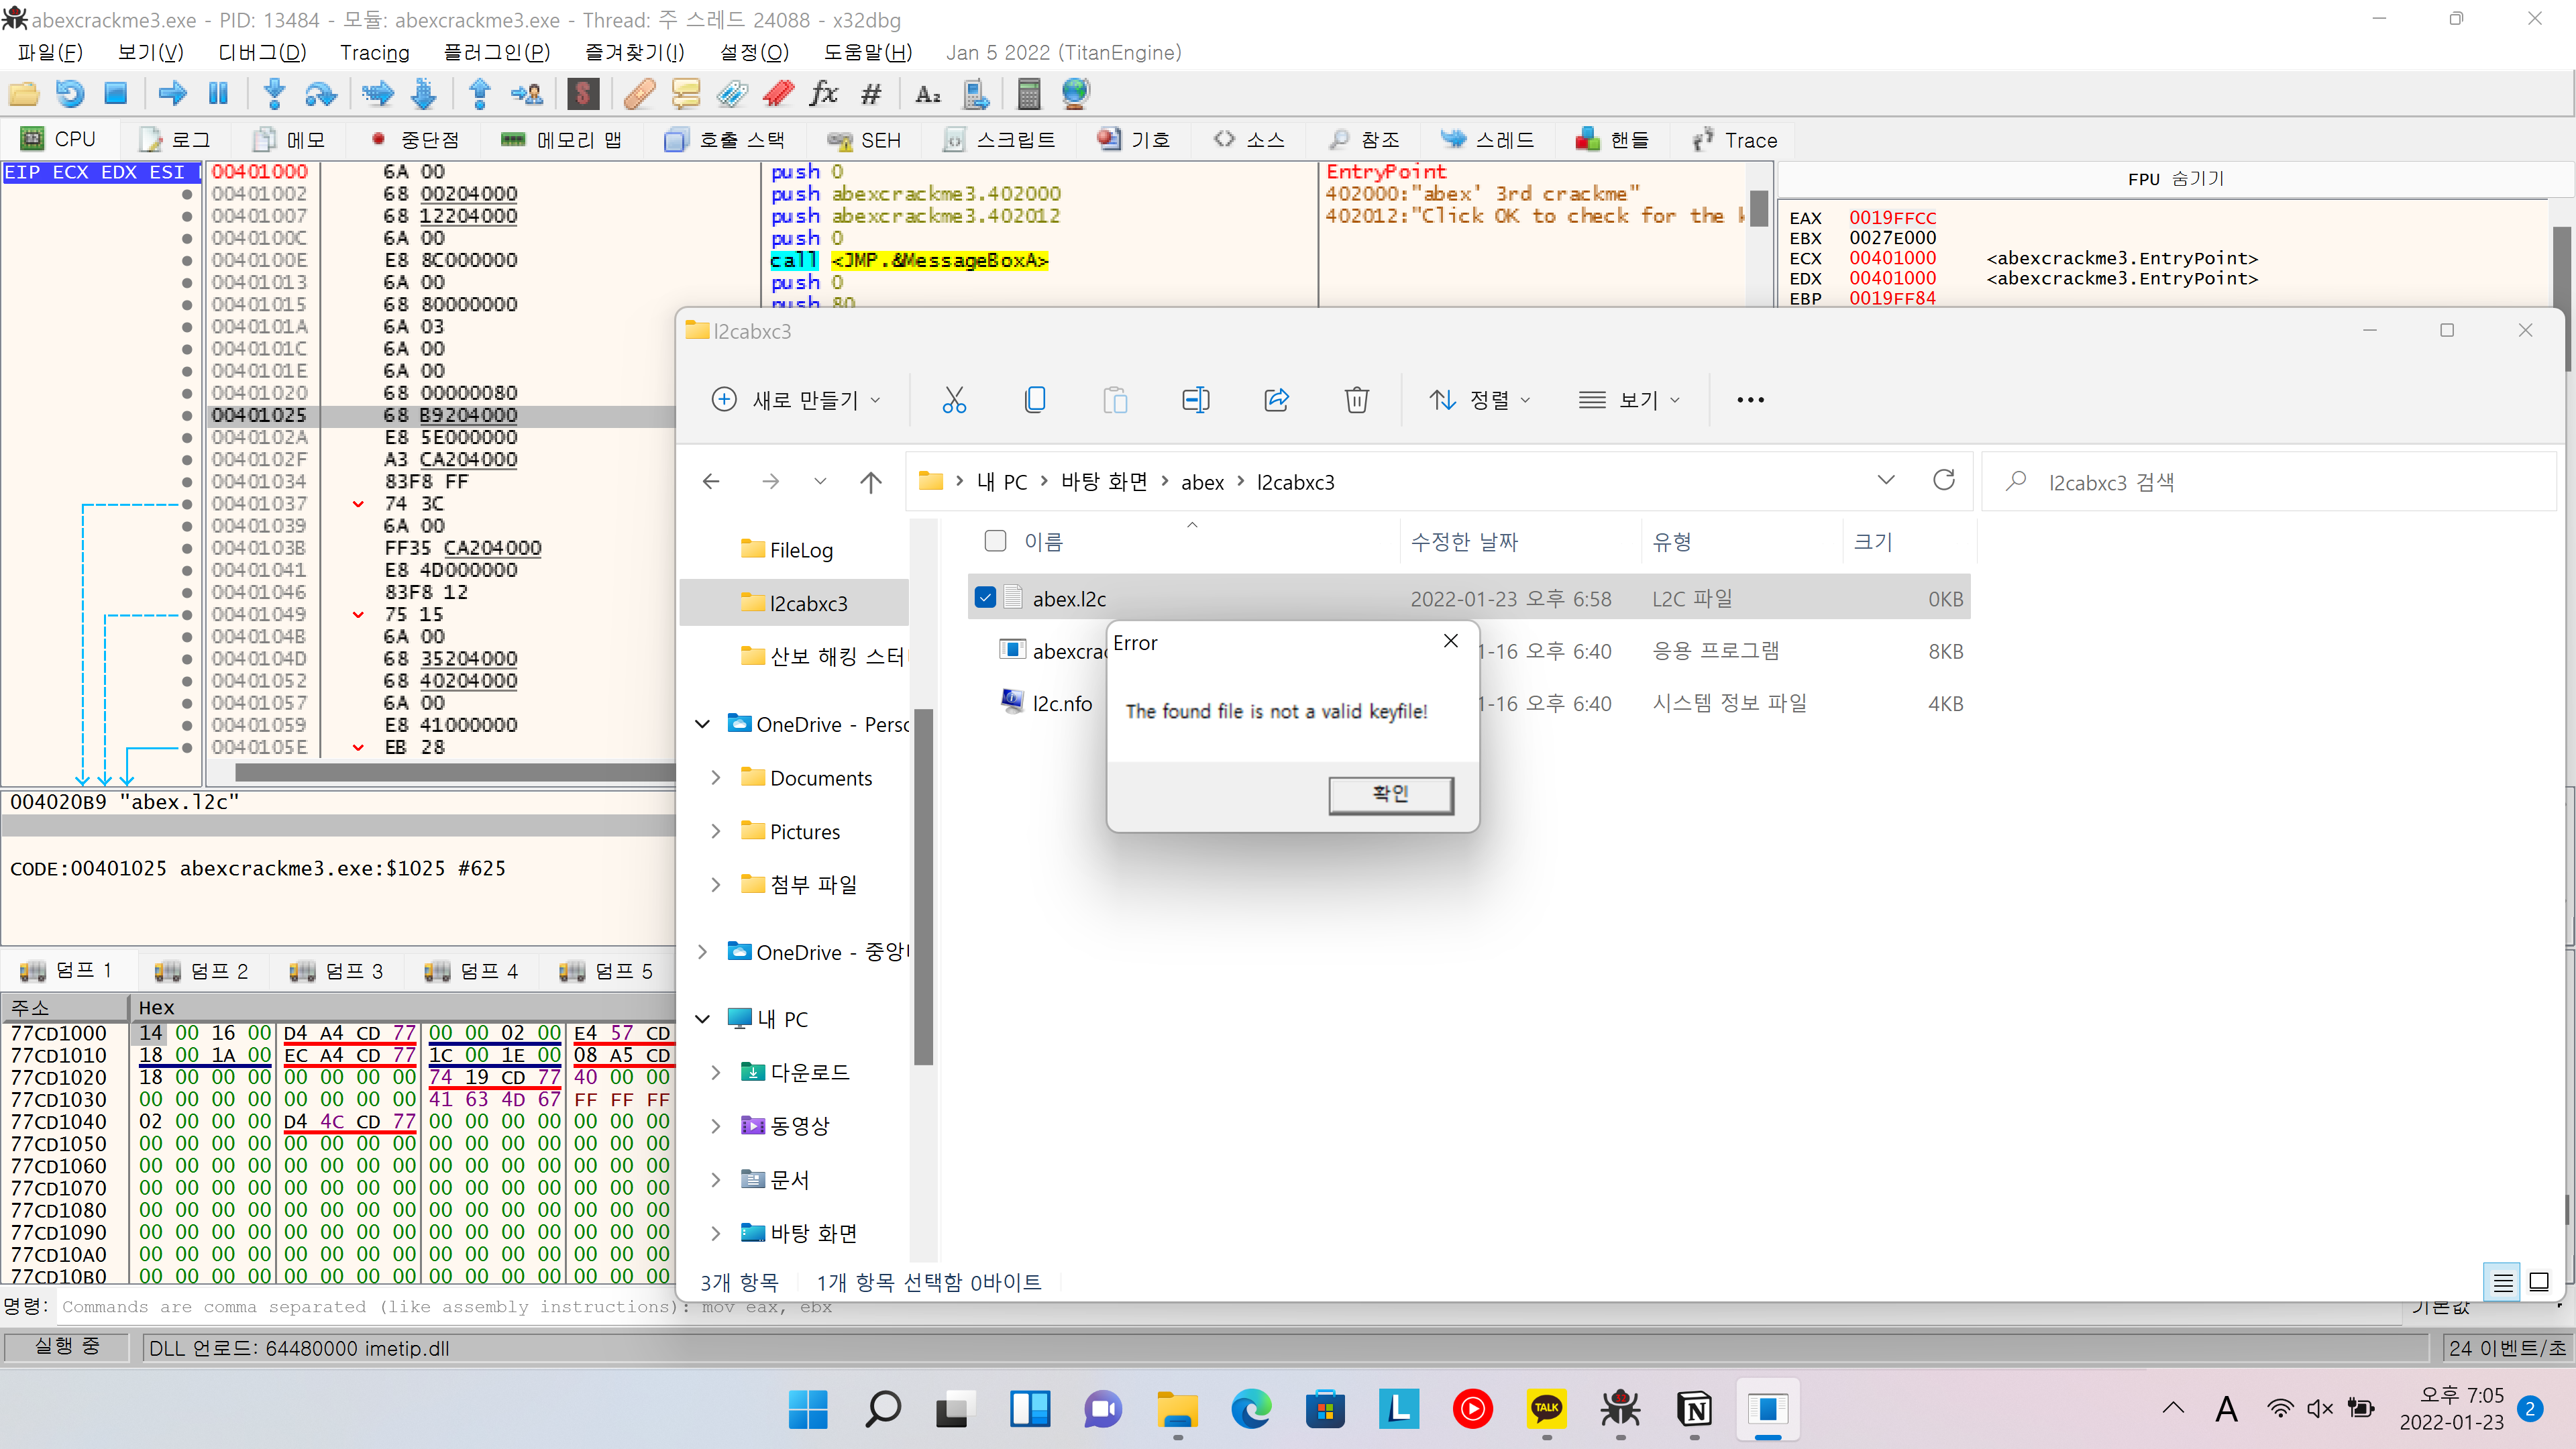 abexcrackme3.exe - PID: 13484 - 모듈: abexcrackme3.exe - Thread: 주 스레드 24088 - x32dbg
파일(F) 보기(V) 디버그(D) Tracing 플러그인(P) 즐겨찾기(I) 설정(O) 도움말(H) Jan 5 2022 (TitanEngine)
CPU 로그 메모 중단점 메모리 맵 호출 스택 SEH 스크립트 기호 소스 참조 스레드 핸들 Trace
EIP ECX EDX ESI 00401000 6A 00 push 0 EntryPoint
00401002 68 00204000 push abexcrackme3.402000 402000:"abex' 3rd crackme"
00401007 68 12204000 push abexcrackme3.402012 402012:"Click OK to check for the
0040100C 6A 00 push 0
0040100E E8 8C000000 call <JMP.&MessageBoxA>
00401013 6A 00 push 0
00401015 68 80000000 push 80
0040101A 6A 03
0040101C 6A 00
0040101E 6A 00
00401020 68 00000080
00401025 68 B9204000
0040102A E8 5E000000
0040102F A3 CA204000
00401034 83F8 FF
00401037 74 3C
00401039 6A 00
0040103B FF35 CA204000
00401041 E8 4D000000
00401046 83F8 12
00401049 75 15
0040104B 6A 00
0040104D 68 35204000
00401052 68 40204000
00401057 6A 00
00401059 E8 41000000
0040105E EB 28
FPU 숨기기
EAX 0019FFCC
EBX 0027E000
ECX 00401000 <abexcrackme3.EntryPoint>
EDX 00401000 <abexcrackme3.EntryPoint>
EBP 0019FF84
004020B9 "abex.l2c"
CODE:00401025 abexcrackme3.exe:$1025 #625
덤프 1 덤프 2 덤프 3 덤프 4 덤프 5
주소 Hex
77CD1000 14 00 16 00 D4 A4 CD 77 00 00 02 00 E4 57 CD
77CD1010 18 00 1A 00 EC A4 CD 77 1C 00 1E 00 08 A5 CD
77CD1020 18 00 00 00 00 00 00 00 74 19 CD 77 40 00 00
77CD1030 00 00 00 00 00 00 00 00 41 63 4D 67 FF FF FF
77CD1040 02 00 00 00 D4 4C CD 77 00 00 00 00 00 00 00
77CD1050 00 00 00 00 00 00 00 00 00 00 00 00 00 00 00
77CD1060 00 00 00 00 00 00 00 00 00 00 00 00 00 00 00
77CD1070 00 00 00 00 00 00 00 00 00 00 00 00 00 00 00
77CD1080 00 00 00 00 00 00 00 00 00 00 00 00 00 00 00
77CD1090 00 00 00 00 00 00 00 00 00 00 00 00 00 00 00
77CD10A0 00 00 00 00 00 00 00 00 00 00 00 00 00 00 00
77CD10B0 00 00 00 00 00 00 00 00 00 00 00 00 00 00 00
명령: Commands are comma separated (like assembly instructions): mov eax, ebx 기본값
실행 중 DLL 언로드: 64480000 imetip.dll 24 이벤트/초
l2cabxc3
새로 만들기 정렬 보기
내 PC 바탕 화면 abex l2cabxc3
l2cabxc3 검색
FileLog
l2cabxc3
산보 해킹 스터
OneDrive - Perso
Documents
Pictures
첨부 파일
OneDrive - 중앙
내 PC
다운로드
동영상
문서
바탕 화면
이름 수정한 날짜 유형 크기
abex.l2c 2022-01-23 오후 6:58 L2C 파일 0KB
abexcrac 1-16 오후 6:40 응용 프로그램 8KB
l2c.nfo 1-16 오후 6:40 시스템 정보 파일 4KB
Error
The found file is not a valid keyfile!
확인
3개 항목 1개 항목 선택함 0바이트
TALK
A
오후 7:05
2022-01-23
2